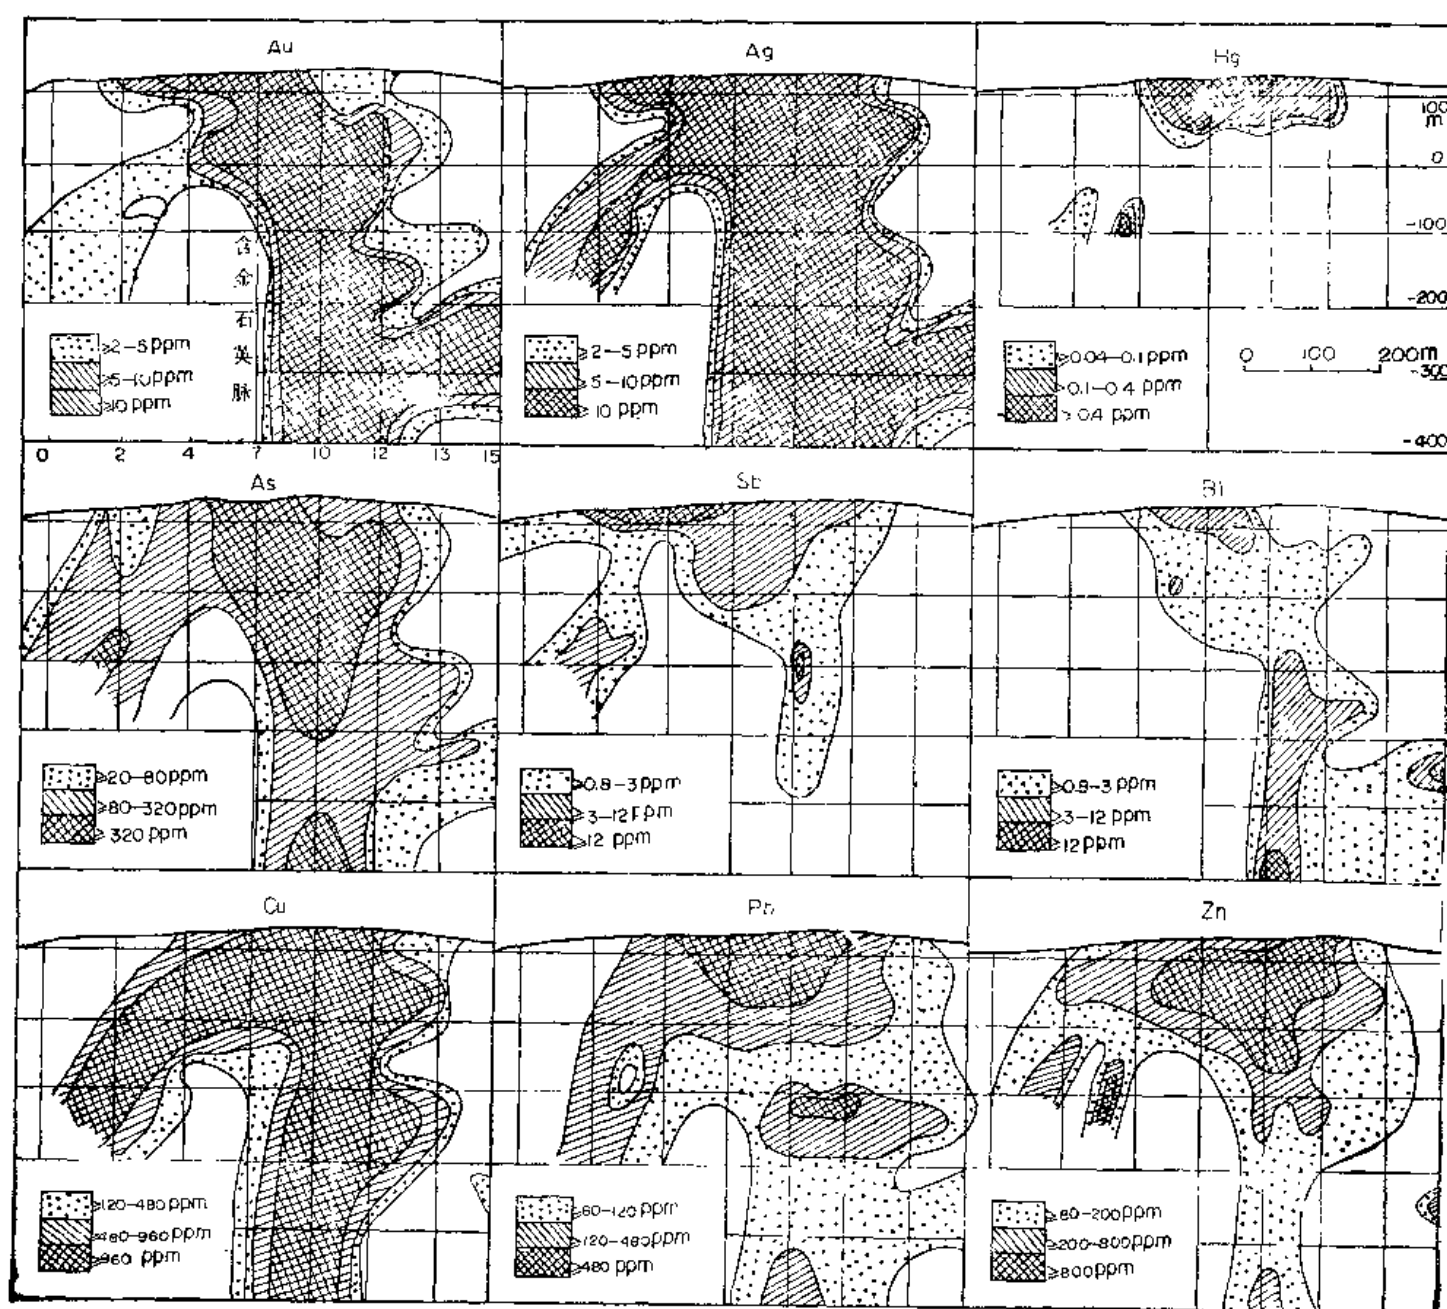 Au
Ag
Hg
100
m
0
-100
-200
-300
-400
含
金
石
英
脉
≥2-5ppm
≥5-10ppm
≥10 ppm
≥2-5 ppm
≥5-10ppm
≥10 ppm
≥0.04-0.1ppm
≥0.1-0.4 ppm
≥0.4 ppm
0 100 200m
0 2 4 7 10 12 13 15
As
Sb
Bi
≥20-80ppm
≥80-320ppm
≥320 ppm
≥0.8-3ppm
≥3-12ppm
≥12 ppm
≥0.8-3 ppm
≥3-12 ppm
≥12ppm
Cu
Pb
Zn
≥120-480ppm
≥480-960ppm
≥960 ppm
≥60-120ppm
≥120-480ppm
≥480 ppm
≥80-200ppm
≥200-800ppm
≥800ppm